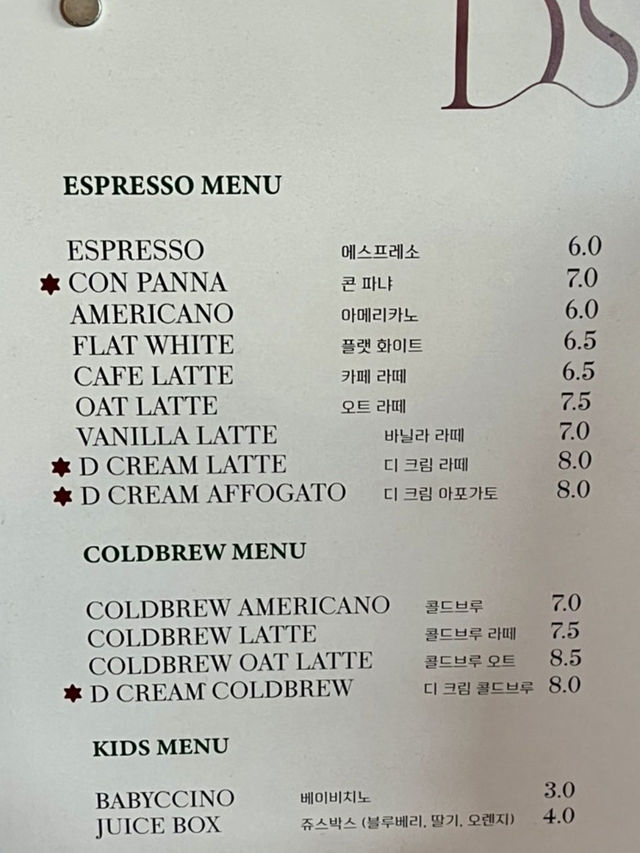 DS
ESPRESSO MENU
ESPRESSO 에스프레소 6.0
CON PANNA 콘 파냐 7.0
AMERICANO 아메리카노 6.0
FLAT WHITE 플랫 화이트 6.5
CAFE LATTE 카페 라떼 6.5
OAT LATTE 오트 라떼 7.5
VANILLA LATTE 바닐라 라떼 7.0
D CREAM LATTE 디 크림 라떼 8.0
D CREAM AFFOGATO 디 크림 아포가토 8.0
COLDBREW MENU
COLDBREW AMERICANO 콜드브루 7.0
COLDBREW LATTE 콜드브루 라떼 7.5
COLDBREW OAT LATTE 콜드브루 오트 8.5
D CREAM COLDBREW 디 크림 콜드브루 8.0
KIDS MENU
BABYCCINO 베이비치노 3.0
JUICE BOX 쥬스박스 (블루베리, 딸기, 오렌지) 4.0